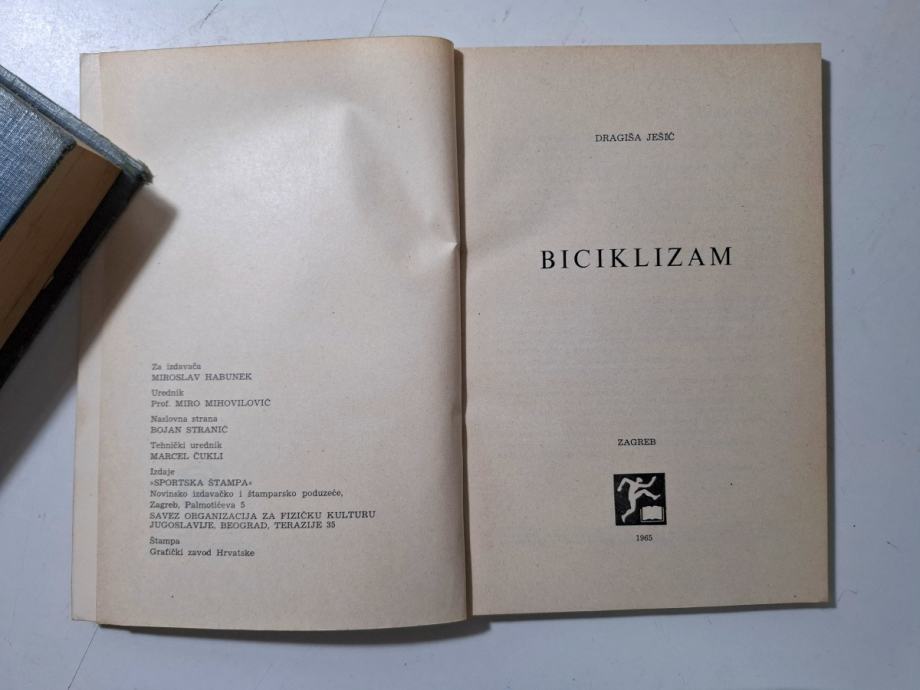 Za izdavača
MIROSLAV HABUNEK
Urednik
Prof. MIRO MIHOVILOVIĆ
Naslovna strana
BOJAN STRANIĆ
Tehnički urednik
MARCEL ČUKLI
Izdaje
»SPORTSKA ŠTAMPA«
Novinsko izdavačko i štamparsko poduzeće,
Zagreb, Palmotićeva 5
SAVEZ ORGANIZACIJA ZA FIZIČKU KULTURU
JUGOSLAVIJE, BEOGRAD, TERAZIJE 35
Štampa
Grafički zavod Hrvatske
DRAGIŠA JEŠIĆ
BICIKLIZAM
ZAGREB
1965